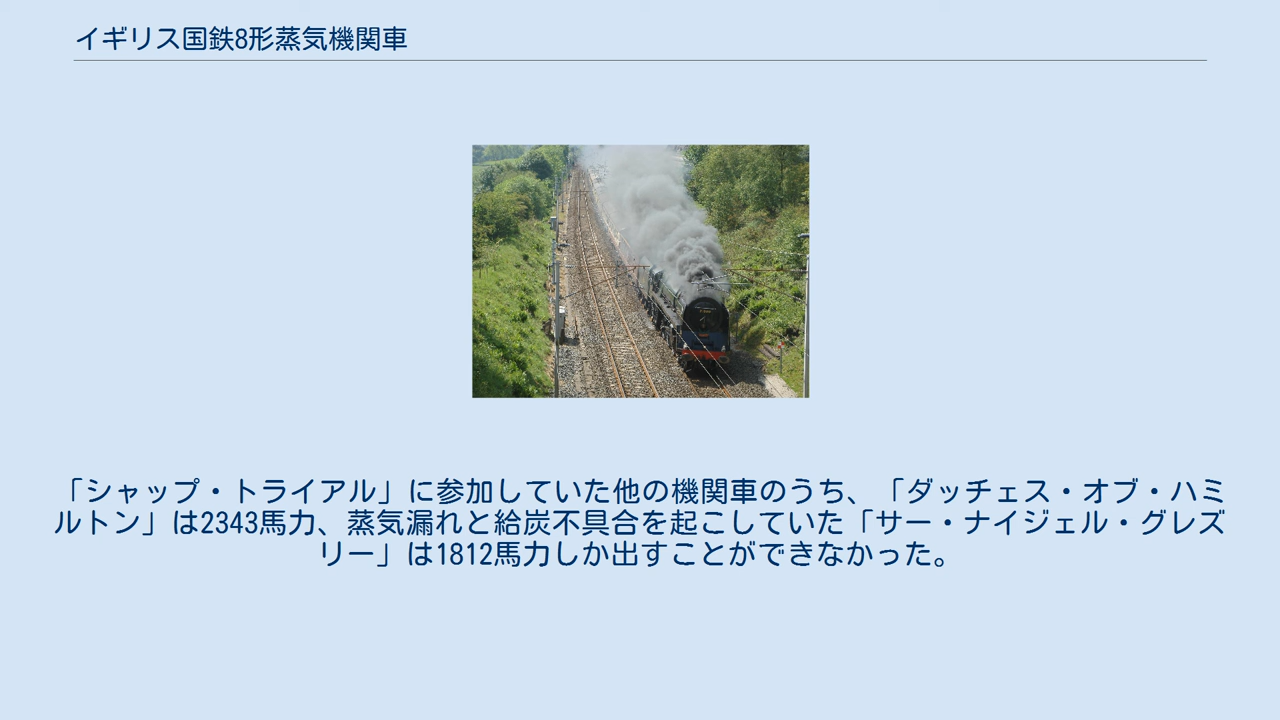 イギリス国鉄8形蒸気機関車
「シャップ・トライアル」に参加していた他の機関車のうち、「ダッチェス・オブ・ハミ
ルトン」は2343馬力、蒸気漏れと給炭不具合を起こしていた「サー・ナイジェル・グレズ
リー」は1812馬力しか出すことができなかった。